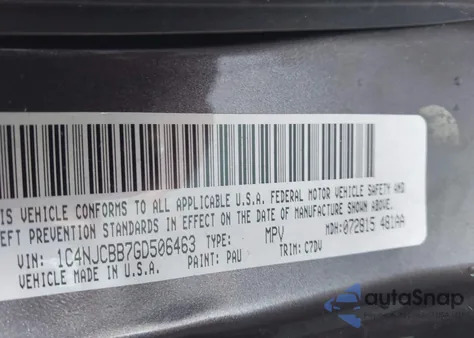 IS VEHICLE CONFORMS TO ALL APPLICABLE U.S.A. FEDERAL MOTOR VEHICLE SAFETY AND
EFT PREVENTION STANDARDS IN EFFECT ON THE DATE OF MANUFACTURE SHOWN ABOVE.
VIN: 1C4NJCBB7GD506463 TYPE: MPV MDH: 072815 481AA
VEHICLE MADE IN U.S.A. PAINT: PAU TRIM: C7DV
autaSnap